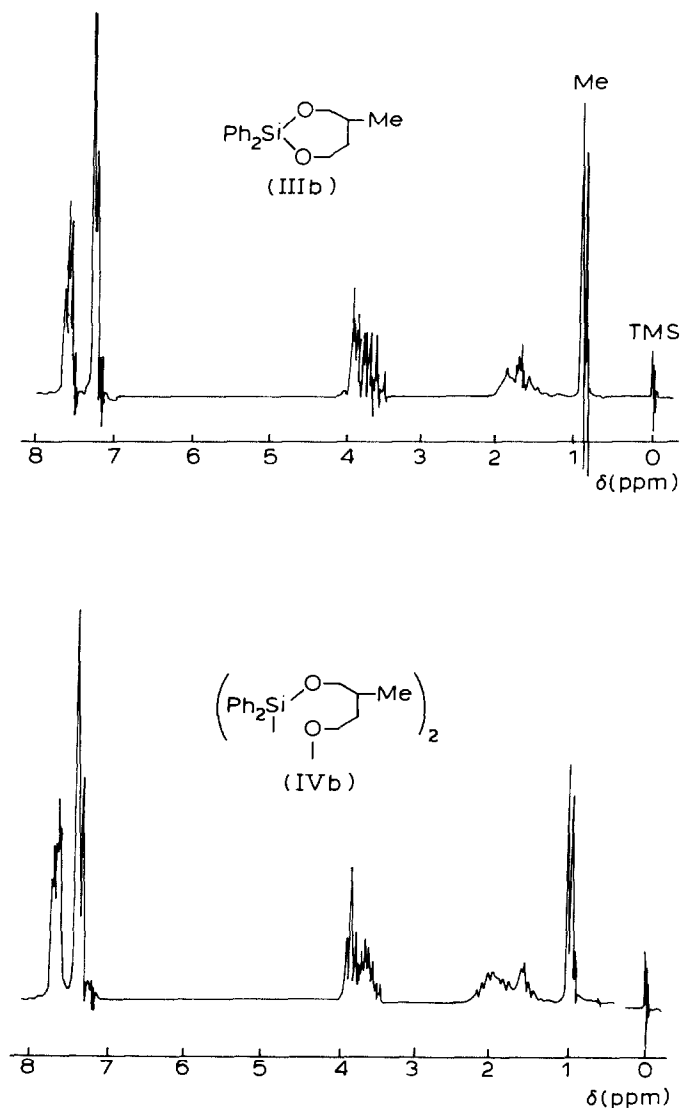 Me
O
Me
Ph₂Si
O
(IIIb)
TMS
8 7 6 5 4 3 2 1 0
δ(ppm)
O
Me
Ph₂Si
O
2
(IVb)
8 7 6 5 4 3 2 1 0
δ(ppm)